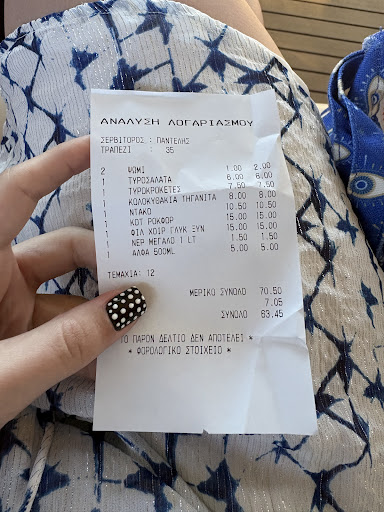 ΑΝΑΛΥΣΗ ΛΟΓΑΡΙΑΣΜΟΥ
ΣΕΡΒΙΤΟΡΟΣ : ΠΑΝΤΕΛΗΣ
ΤΡΑΠΕΖΙ : 35
2 ΨΩΜΙ 1.00 2.00
1 ΤΥΡΟΣΑΛΑΤΑ 6.00 6.00
1 ΤΥΡΟΚΡΟΚΕΤΕΣ 7.50 7.50
1 ΚΟΛΟΚΥΘΑΚΙΑ ΤΗΓΑΝΙΤΑ 8.00 8.00
1 ΝΤΑΚΟ 10.50 10.50
1 ΚΟΤ ΡΟΚΦΟΡ 15.00 15.00
1 ΦΙΛ ΧΟΙΡ ΓΛΥΚ ΞΥΝ 15.00 15.00
1 ΝΕΡ ΜΕΓΑΛΟ 1 LT 1.50 1.50
1 ΑΛΦΑ 500ML 5.00 5.00
ΤΕΜΑΧΙΑ: 12
ΜΕΡΙΚΟ ΣΥΝΟΛΟ 70.50
7.05
ΣΥΝΟΛΟ 63.45
ΤΟ ΠΑΡΟΝ ΔΕΛΤΙΟ ΔΕΝ ΑΠΟΤΕΛΕΙ *
* ΦΟΡΟΛΟΓΙΚΟ ΣΤΟΙΧΕΙΟ *